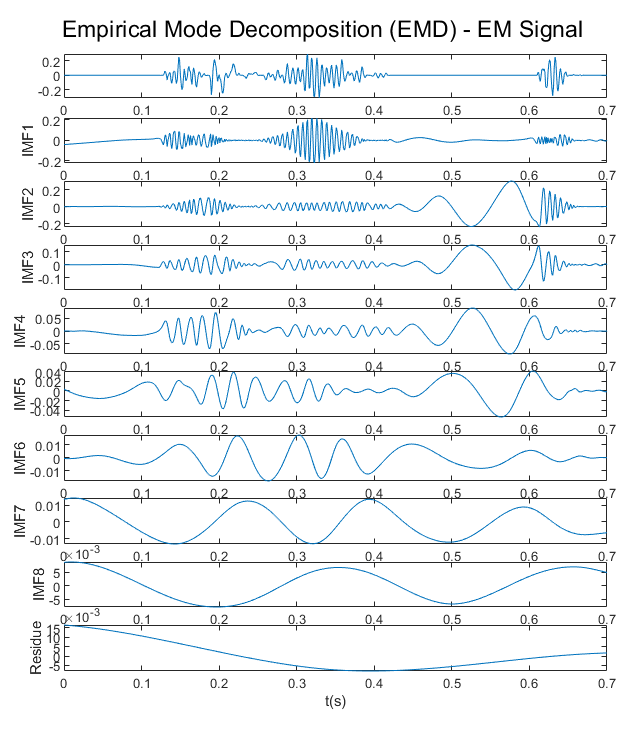 Empirical Mode Decomposition (EMD) - EM Signal
0.2
0
-0.2
0 0.1 0.2 0.3 0.4 0.5 0.6 0.7
IMF1
0.2
0
-0.2
0 0.1 0.2 0.3 0.4 0.5 0.6 0.7
IMF2
0.2
0
-0.2
0 0.1 0.2 0.3 0.4 0.5 0.6 0.7
IMF3
0.1
0
-0.1
0 0.1 0.2 0.3 0.4 0.5 0.6 0.7
IMF4
0.05
0
-0.05
0 0.1 0.2 0.3 0.4 0.5 0.6 0.7
IMF5
0.04
0.02
0
-0.02
-0.04
0 0.1 0.2 0.3 0.4 0.5 0.6 0.7
IMF6
0.01
0
-0.01
0 0.1 0.2 0.3 0.4 0.5 0.6 0.7
IMF7
0.01
0
-0.01
0 0.1 0.2 0.3 0.4 0.5 0.6 0.7
×10-3
IMF8
5
0
-5
0 0.1 0.2 0.3 0.4 0.5 0.6 0.7
×10-3
Residue
15
10
5
0
-5
0 0.1 0.2 0.3 0.4 0.5 0.6 0.7
t(s)